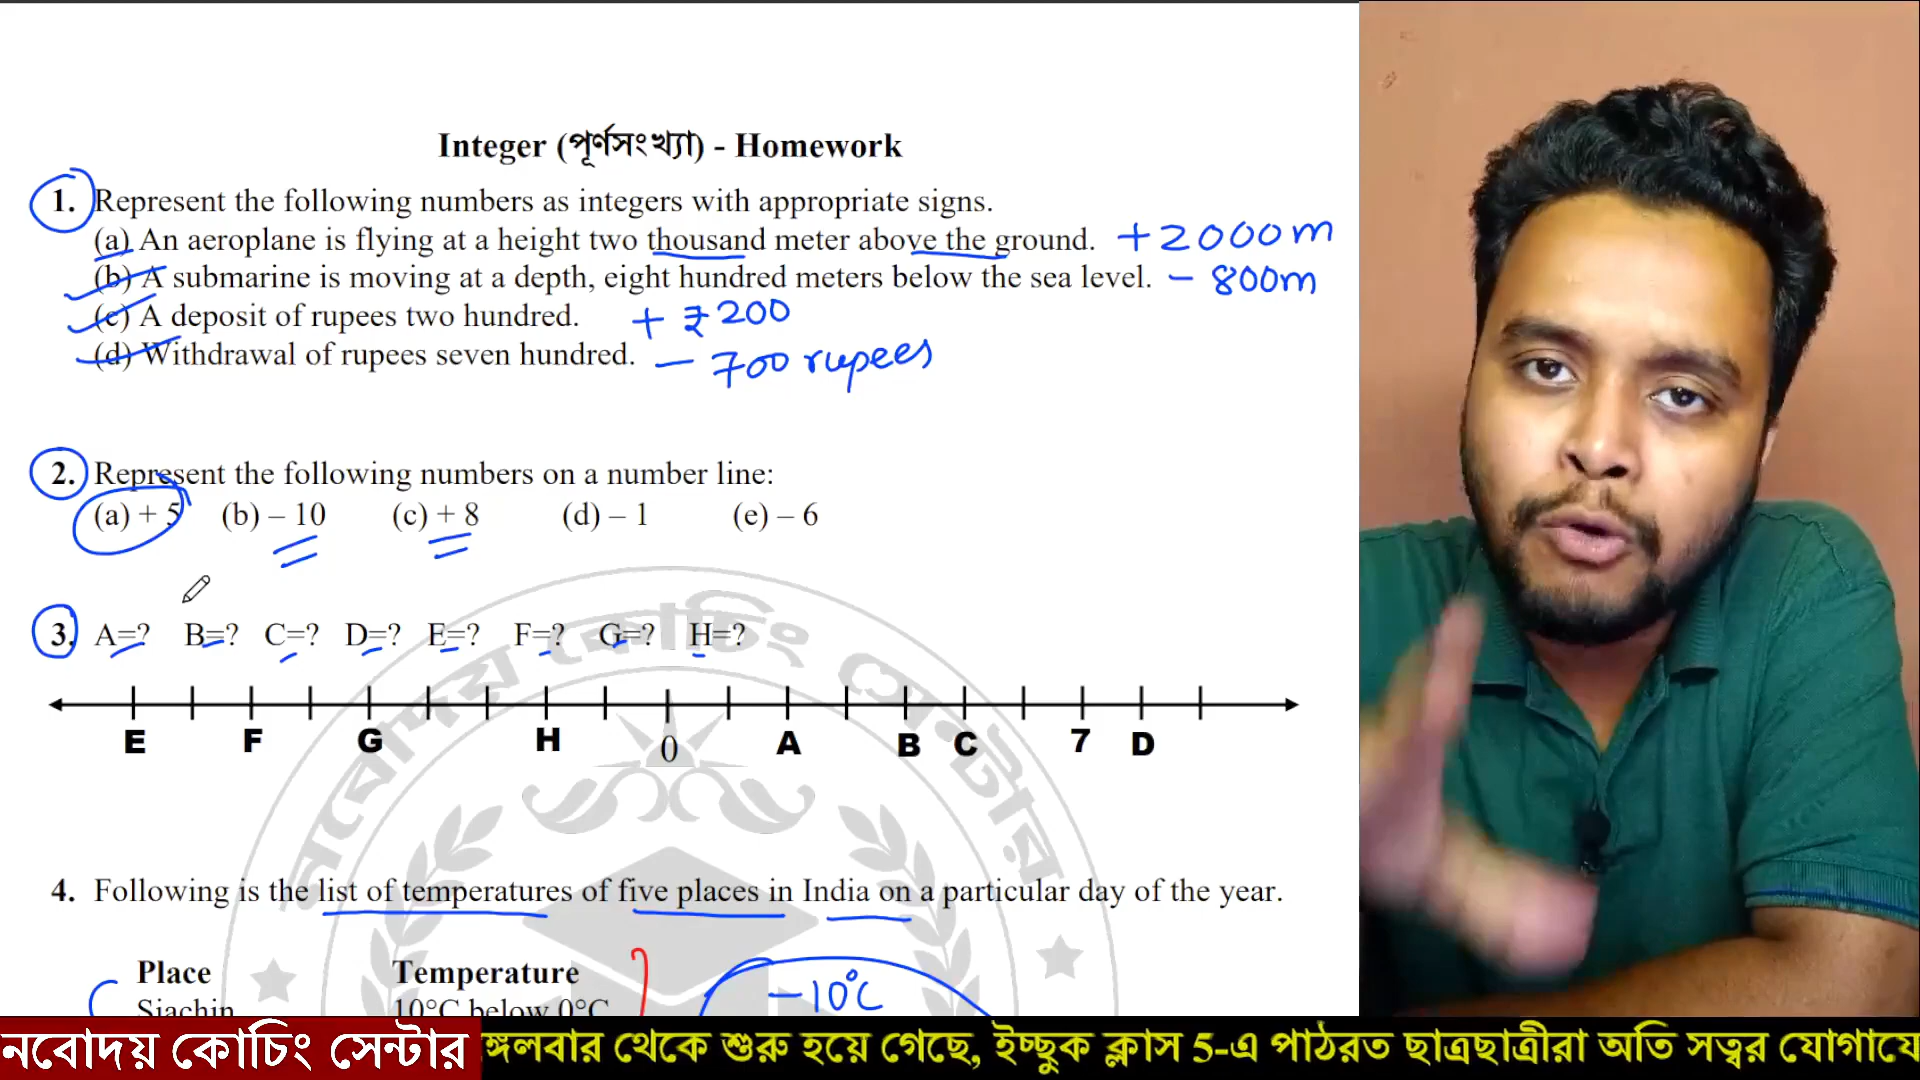 Integer (পূর্ণসংখ্যা) - Homework
1. Represent the following numbers as integers with appropriate signs.
(a) An aeroplane is flying at a height two thousand meter above the ground. +2000m
(b) A submarine is moving at a depth, eight hundred meters below the sea level. - 800m
(c) A deposit of rupees two hundred. + ₹200
(d) Withdrawal of rupees seven hundred. - 700 rupees
2. Represent the following numbers on a number line:
(a) + 5 (b) – 10 (c) + 8 (d) – 1 (e) – 6
3. A=? B=? C=? D=? E=? F=? G=? H=?
E F G H 0 A B C 7 D
নবোদয় কোচিং সেন্টার
4. Following is the list of temperatures of five places in India on a particular day of the year.
Place Temperature
Siachin 10°C below 0°C -10°C
নবোদয় কোচিং সেন্টার থেকে শুরু হয়ে গেছে, ইচ্ছুক ক্লাস 5-এ পাঠরত ছাত্রছাত্রীরা অতি সত্বর